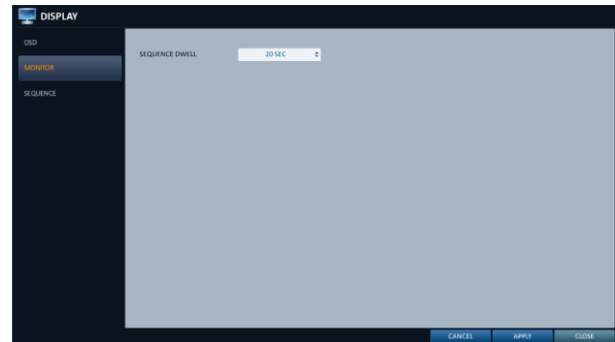 DISPLAY
OSD
SEQUENCE DWELL 20 SEC
MONITOR
SEQUENCE
CANCEL APPLY CLOSE